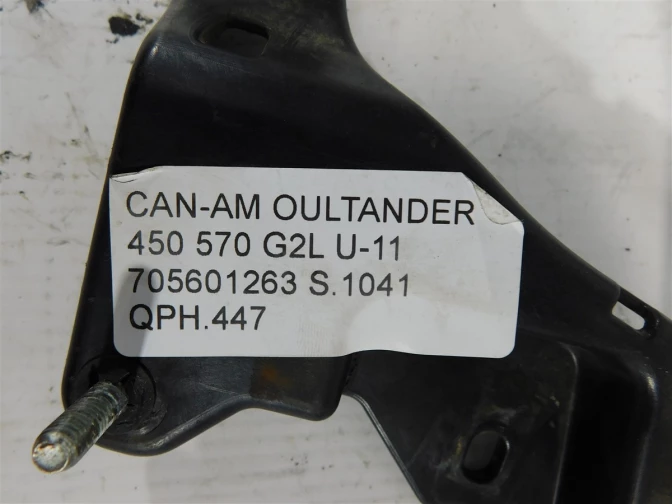 CAN-AM OULTANDER
450 570 G2L U-11
705601263 S.1041
QPH.447